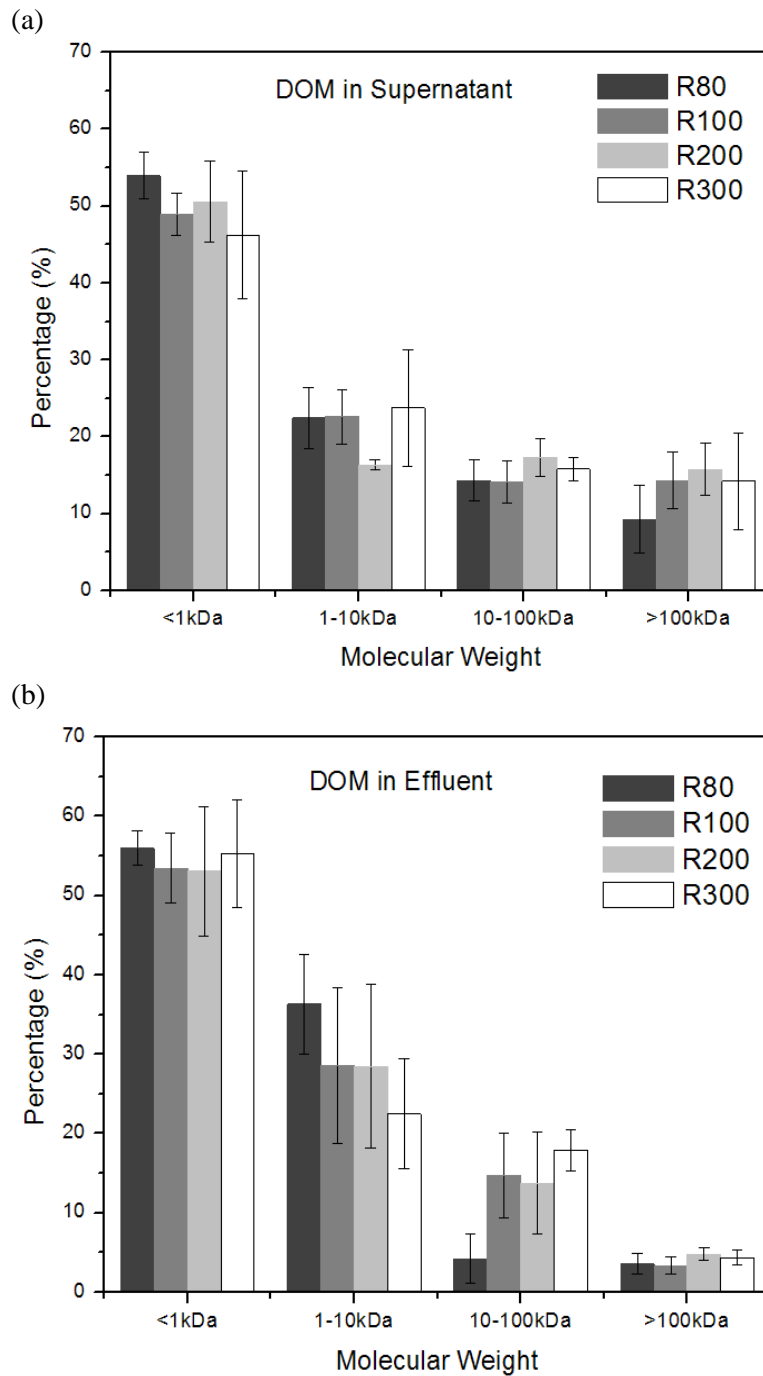 (a)
DOM in Supernatant
R80
R100
R200
R300
70
60
50
40
30
20
10
0
Percentage (%)
<1kDa 1-10kDa 10-100kDa >100kDa
Molecular Weight
(b)
DOM in Effluent
R80
R100
R200
R300
70
60
50
40
30
20
10
0
Percentage (%)
<1kDa 1-10kDa 10-100kDa >100kDa
Molecular Weight